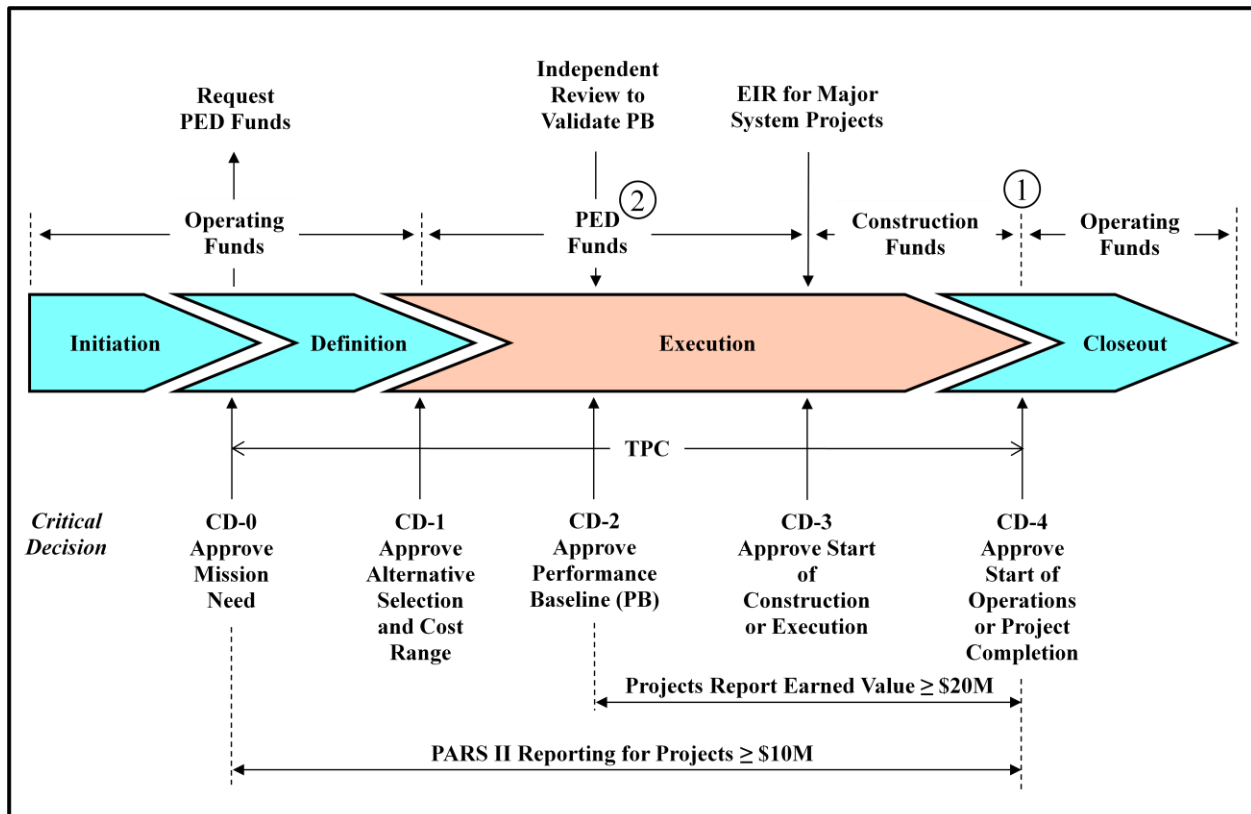 Request
PED Funds
Independent
Review to
Validate PB
EIR for Major
System Projects
Operating
Funds
PED
Funds
②
Construction
Funds
①
Operating
Funds
Initiation
Definition
Execution
Closeout
TPC
Critical
Decision
CD-0
Approve
Mission
Need
CD-1
Approve
Alternative
Selection
and Cost
Range
CD-2
Approve
Performance
Baseline (PB)
CD-3
Approve Start
of
Construction
or Execution
CD-4
Approve
Start of
Operations
or Project
Completion
Projects Report Earned Value ≥ $20M
PARS II Reporting for Projects ≥ $10M